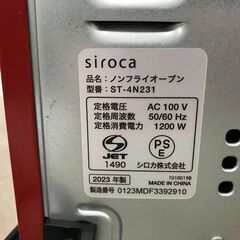 siroca
品名：ノンフライオーブン
型番：ST-4N231
定格電圧 AC 100 V
定格周波数 50/60 Hz
定格消費電力 1200 W
S JET
1490
PS
E
シロカ株式会社
19106110
2023 年製 MADE IN CHINA
製造番号 0123MDF3392910